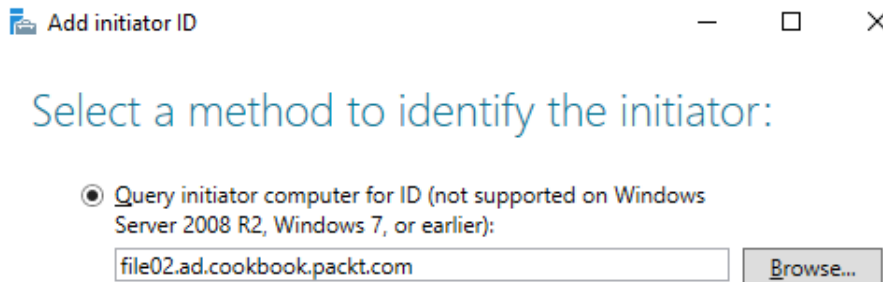 Add initiator ID
Select a method to identify the initiator:
Query initiator computer for ID (not supported on Windows
Server 2008 R2, Windows 7, or earlier):
file02.ad.cookbook.packt.com
Browse...